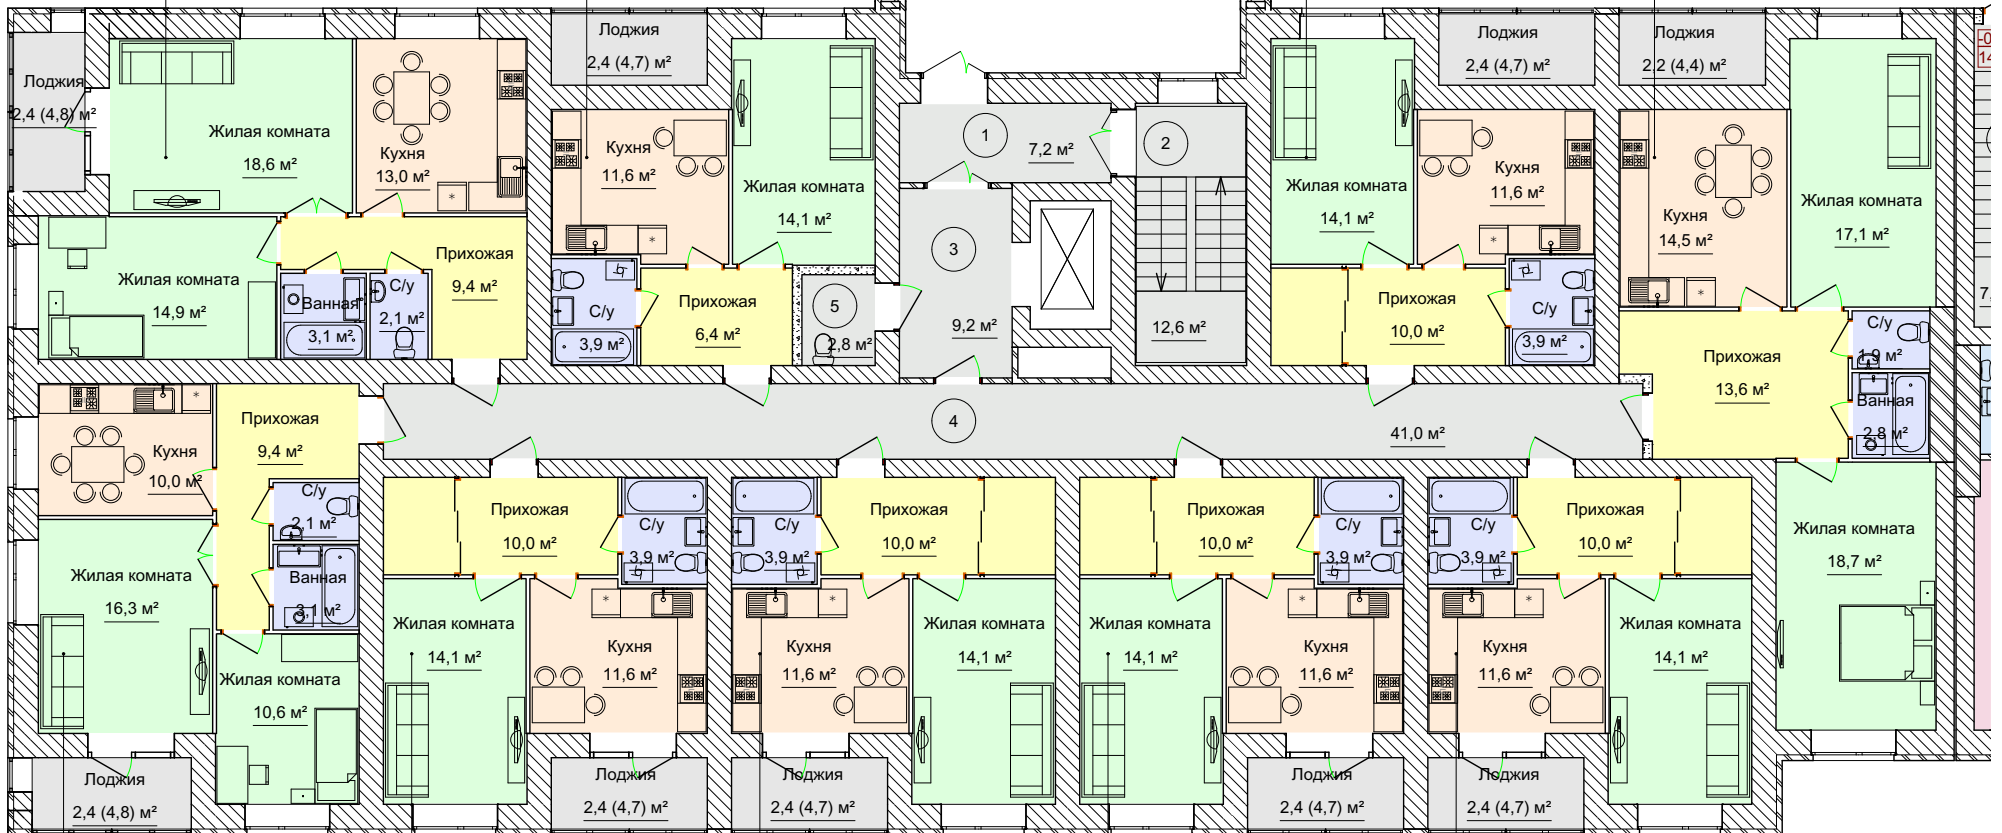 Лоджия
2,4 (4,8) м²
Жилая комната
18,6 м²
Кухня
13,0 м²
Лоджия
2,4 (4,7) м²
Кухня
11,6 м²
Жилая комната
14,1 м²
1
7,2 м²
2
12,6 м²
3
9,2 м²
Жилая комната
14,1 м²
Лоджия
2,4 (4,7) м²
Кухня
11,6 м²
Лоджия
2,2 (4,4) м²
Кухня
14,5 м²
Жилая комната
17,1 м²
Жилая комната
14,9 м²
Ванная
3,1 м²
С/у
2,1 м²
Прихожая
9,4 м²
С/у
3,9 м²
Прихожая
6,4 м²
5
2,8 м²
Прихожая
10,0 м²
С/у
3,9 м²
Прихожая
13,6 м²
С/у
1,9 м²
Ванная
2,8 м²
4
41,0 м²
Кухня
10,0 м²
Прихожая
9,4 м²
С/у
2,1 м²
Ванная
3,1 м²
Жилая комната
16,3 м²
Жилая комната
10,6 м²
Лоджия
2,4 (4,8) м²
Прихожая
10,0 м²
С/у
3,9 м²
Жилая комната
14,1 м²
Кухня
11,6 м²
Лоджия
2,4 (4,7) м²
С/у
3,9 м²
Прихожая
10,0 м²
Кухня
11,6 м²
Жилая комната
14,1 м²
Лоджия
2,4 (4,7) м²
Прихожая
10,0 м²
С/у
3,9 м²
Жилая комната
14,1 м²
Кухня
11,6 м²
Лоджия
2,4 (4,7) м²
С/у
3,9 м²
Прихожая
10,0 м²
Кухня
11,6 м²
Жилая комната
14,1 м²
Лоджия
2,4 (4,7) м²
Жилая комната
18,7 м²